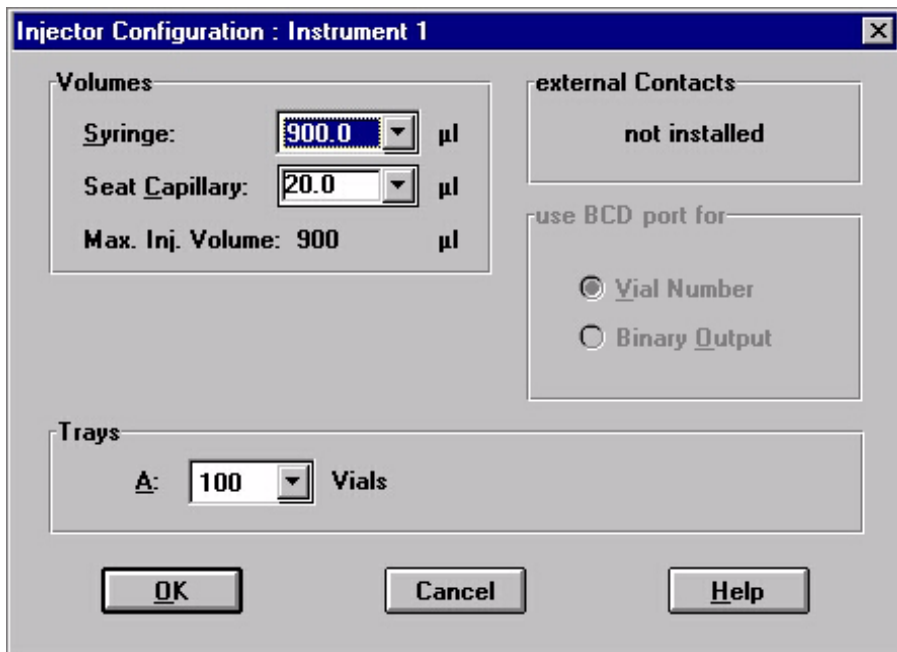 Injector Configuration : Instrument 1
Volumes
Syringe: 900.0 µl
Seat Capillary: 20.0 µl
Max. Inj. Volume: 900 µl
external Contacts
not installed
use BCD port for
Vial Number
Binary Output
Trays
A: 100 Vials
OK Cancel Help